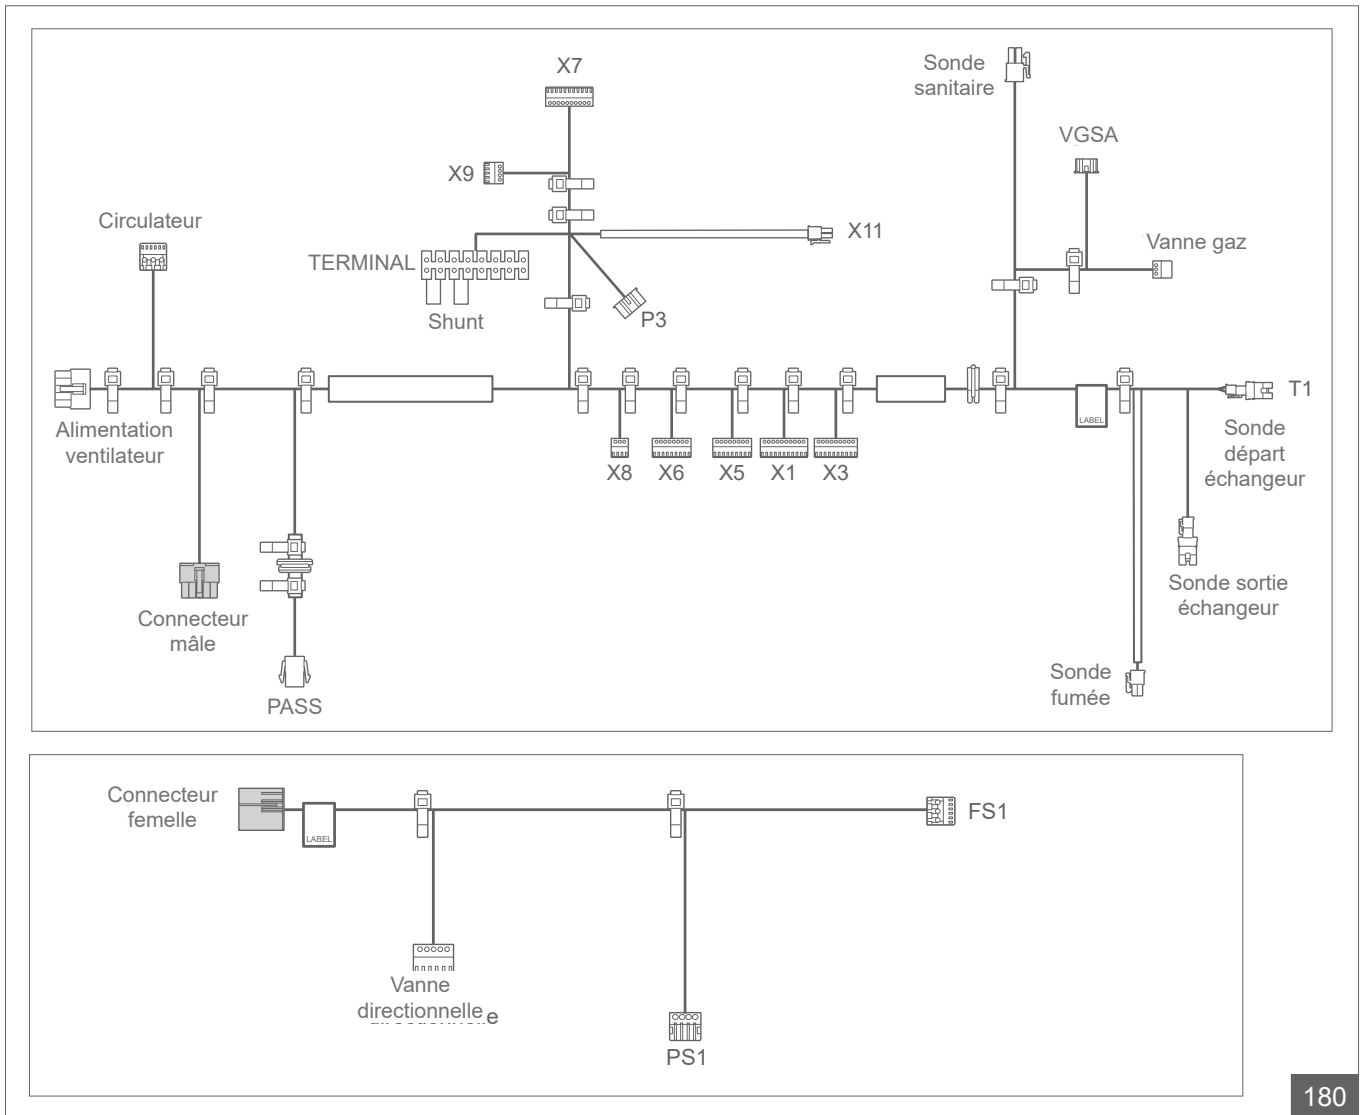 X7
Sonde
sanitaire
VGSA
X9
Circulateur
X11
Vanne gaz
TERMINAL
Shunt
P3
T1
Alimentation
ventilateur
LABEL
Sonde
départ
échangeur
X8
X6
X5
X1
X3
Sonde sortie
échangeur
Connecteur
mâle
Sonde
fumée
PASS
Connecteur
femelle
LABEL
FS1
Vanne
directionnelle
PS1
180